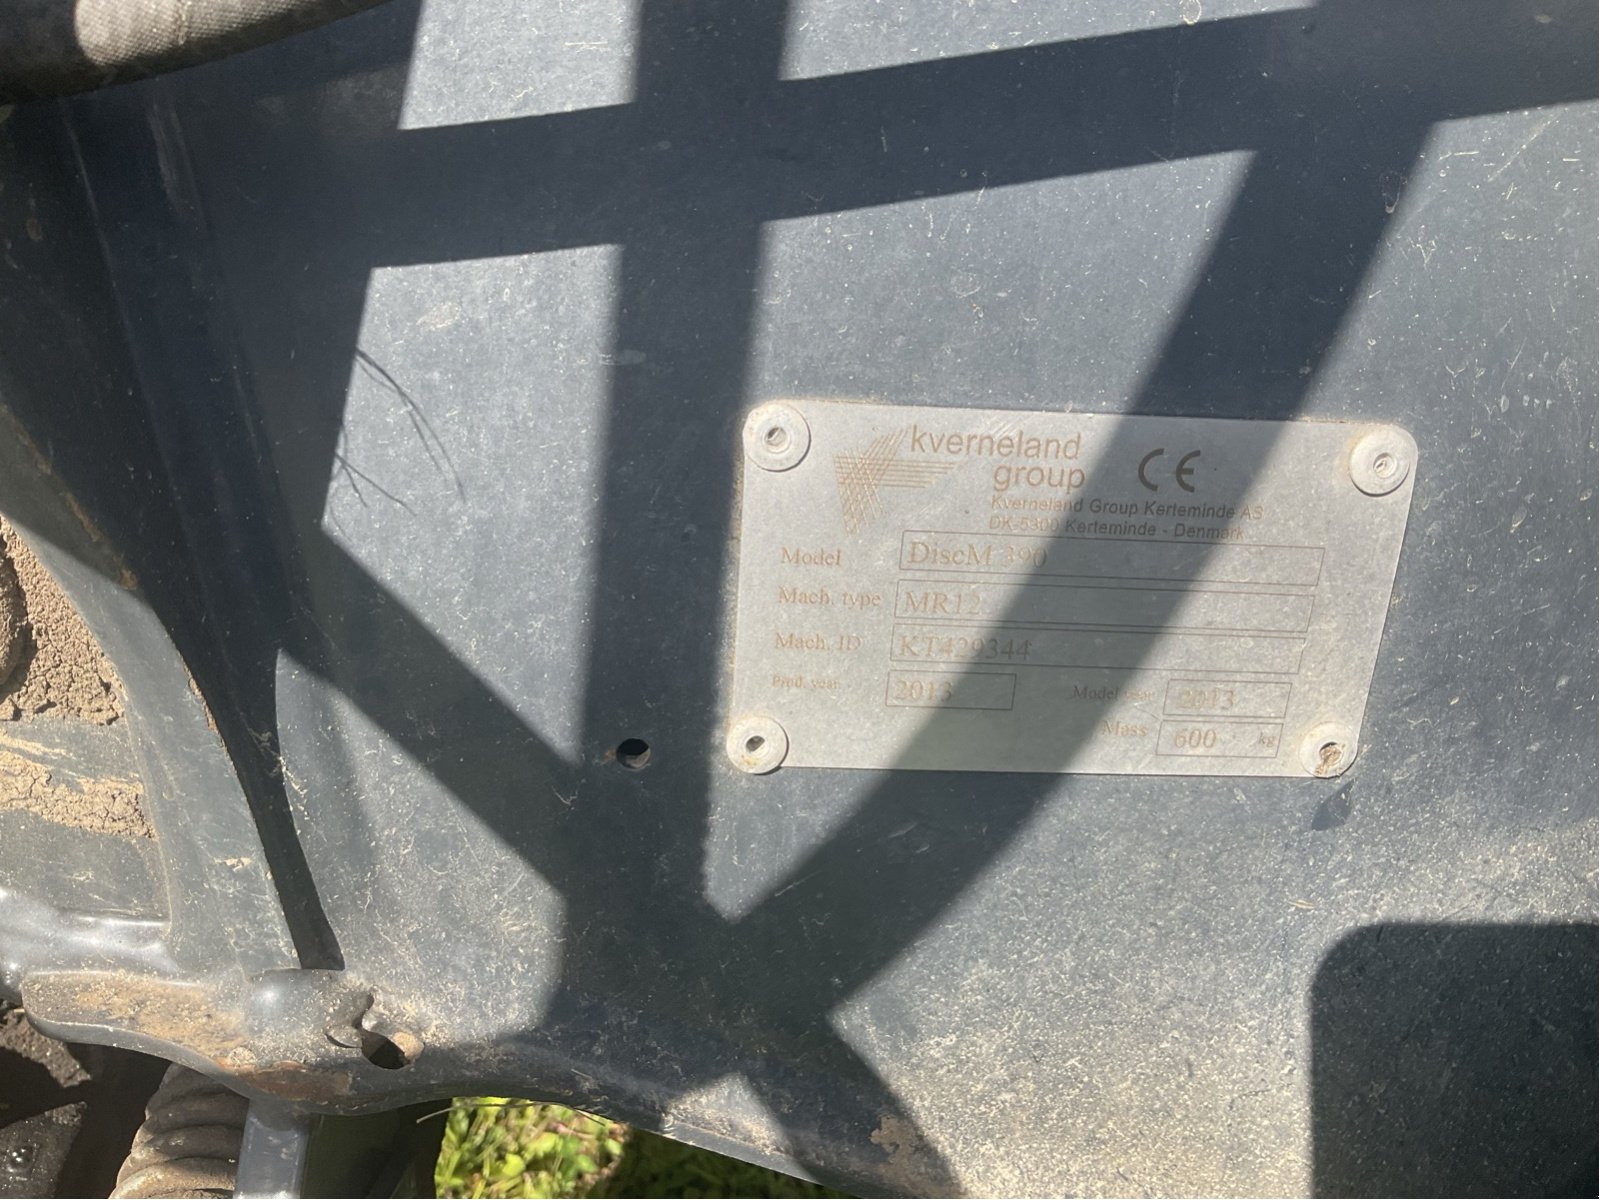 kverneland
group CE
Kverneland Group Kerteminde AS
DK-5300 Kerteminde - Denmark
Model DiscM 390
Mach. type MR12
Mach. ID KT429344
Prod. year 2013 Model year 2013
Mass 600 kg